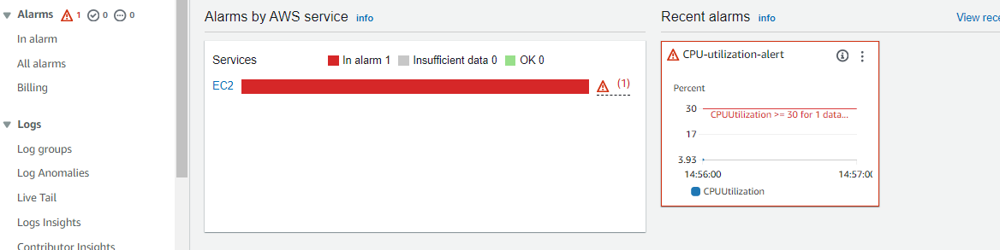 Alarms 1 0 0
In alarm
All alarms
Billing
Logs
Log groups
Log Anomalies
Live Tail
Logs Insights
Contributor Insights
Alarms by AWS service info
Services In alarm 1 Insufficient data 0 OK 0
EC2 (1)
Recent alarms info View rece
CPU-utilization-alert
Percent
30
CPUUtilization >= 30 for 1 data...
17
3.93
14:56:00 14:57:00
CPUUtilization